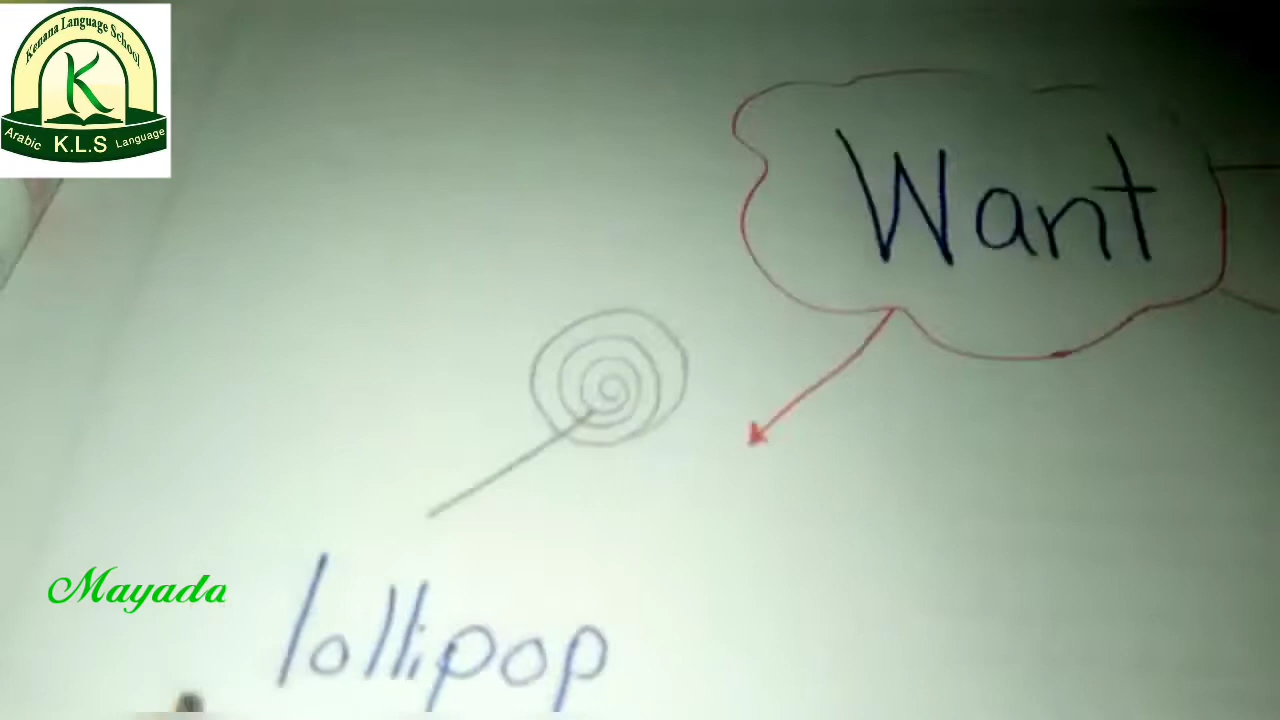 Kenana Language School
K
Arabic K.L.S Language
Want
Mayada
lollipop